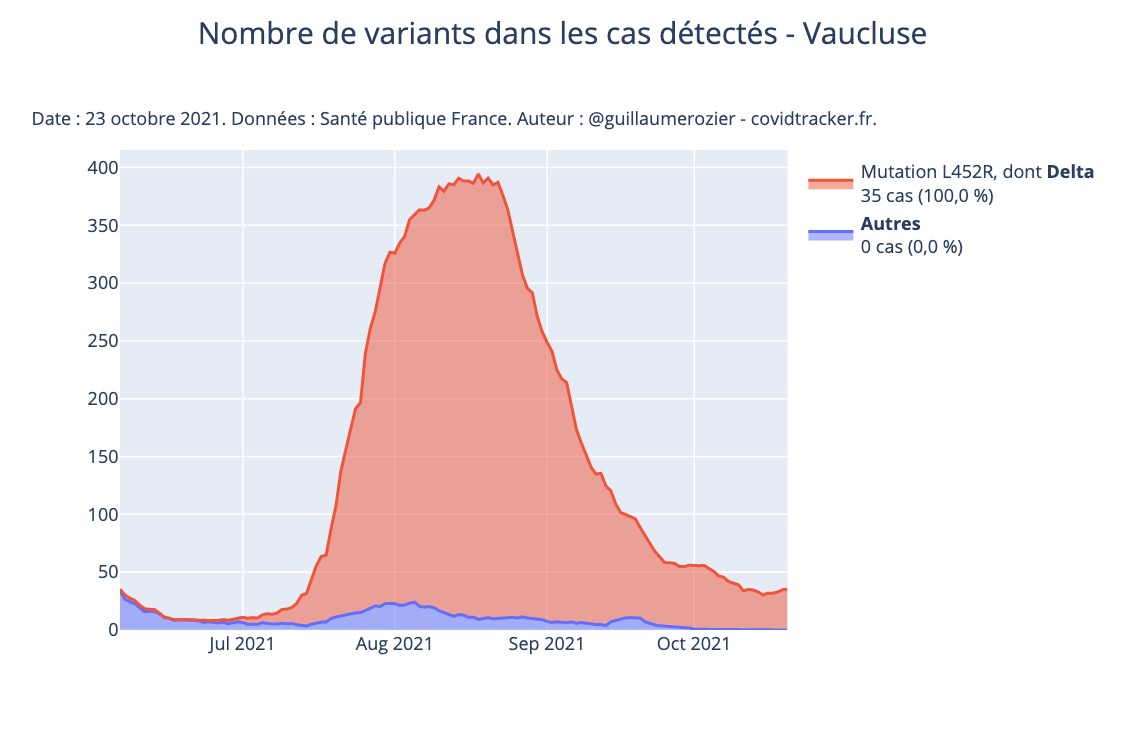 Nombre de variants dans les cas détectés - Vaucluse
Date : 23 octobre 2021. Données : Santé publique France. Auteur : @guillaumerozier - covidtracker.fr.
400
350
300
250
200
150
100
50
0
Jul 2021
Aug 2021
Sep 2021
Oct 2021
Mutation L452R, dont Delta
35 cas (100,0 %)
Autres
0 cas (0,0 %)